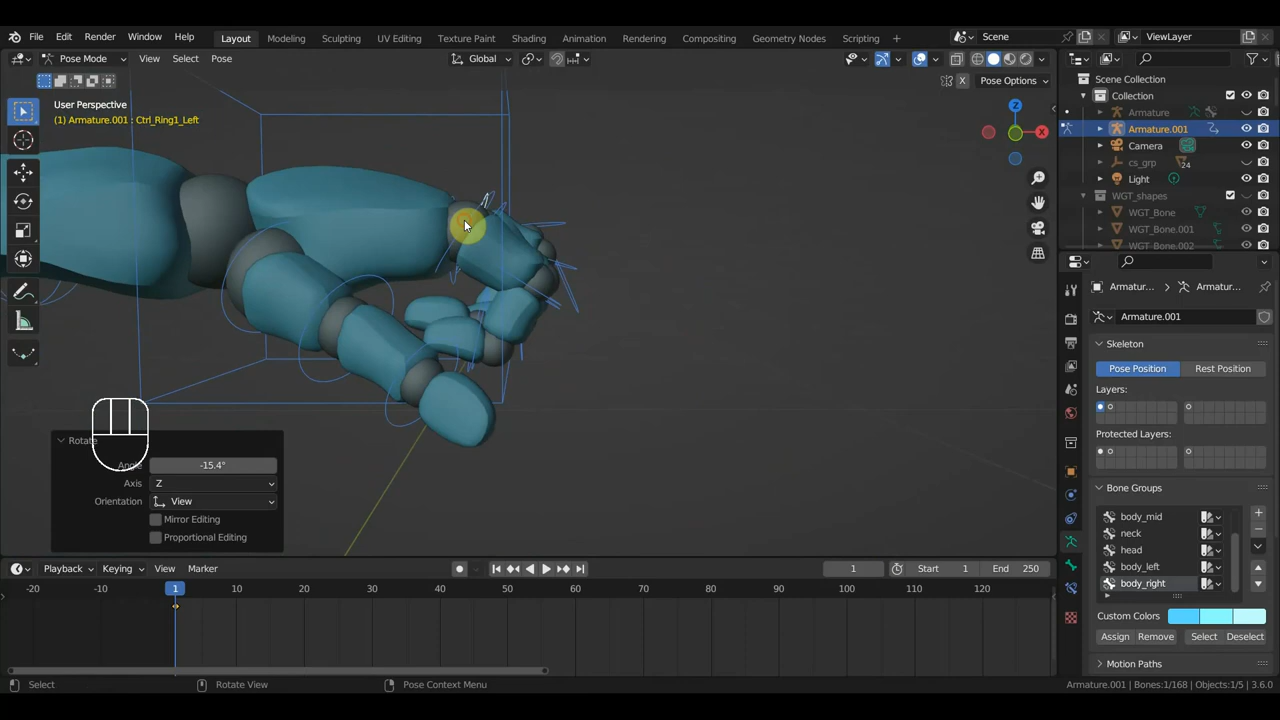 File Edit Render Window Help Layout Modeling Sculpting UV Editing Texture Paint Shading Animation Rendering Compositing Geometry Nodes Scripting Scene ViewLayer
Pose Mode View Select Pose Global
X Pose Options
User Perspective
(1) Armature.001 : Ctrl_Ring1_Left
Z
X
Scene Collection
Collection
Armature
Armature.001
Camera
cs_grp 24
Light
WGT_shapes
WGT_Bone
WGT_Bone.001
WGT_Bone.002
Armatur... Armatur...
Armature.001
Skeleton
Pose Position Rest Position
Layers:
Protected Layers:
Bone Groups
body_mid
neck
head
body_left
body_right
Custom Colors
Assign Remove Select Deselect
Motion Paths
Rotate
Angle -15.4°
Axis Z
Orientation View
Mirror Editing
Proportional Editing
Playback Keying View Marker 1 Start 1 End 250
-20 -10 1 10 20 30 40 50 60 70 80 90 100 110 120
Select Rotate View Pose Context Menu Armature.001 | Bones:1/168 | Objects:1/5 | 3.6.0